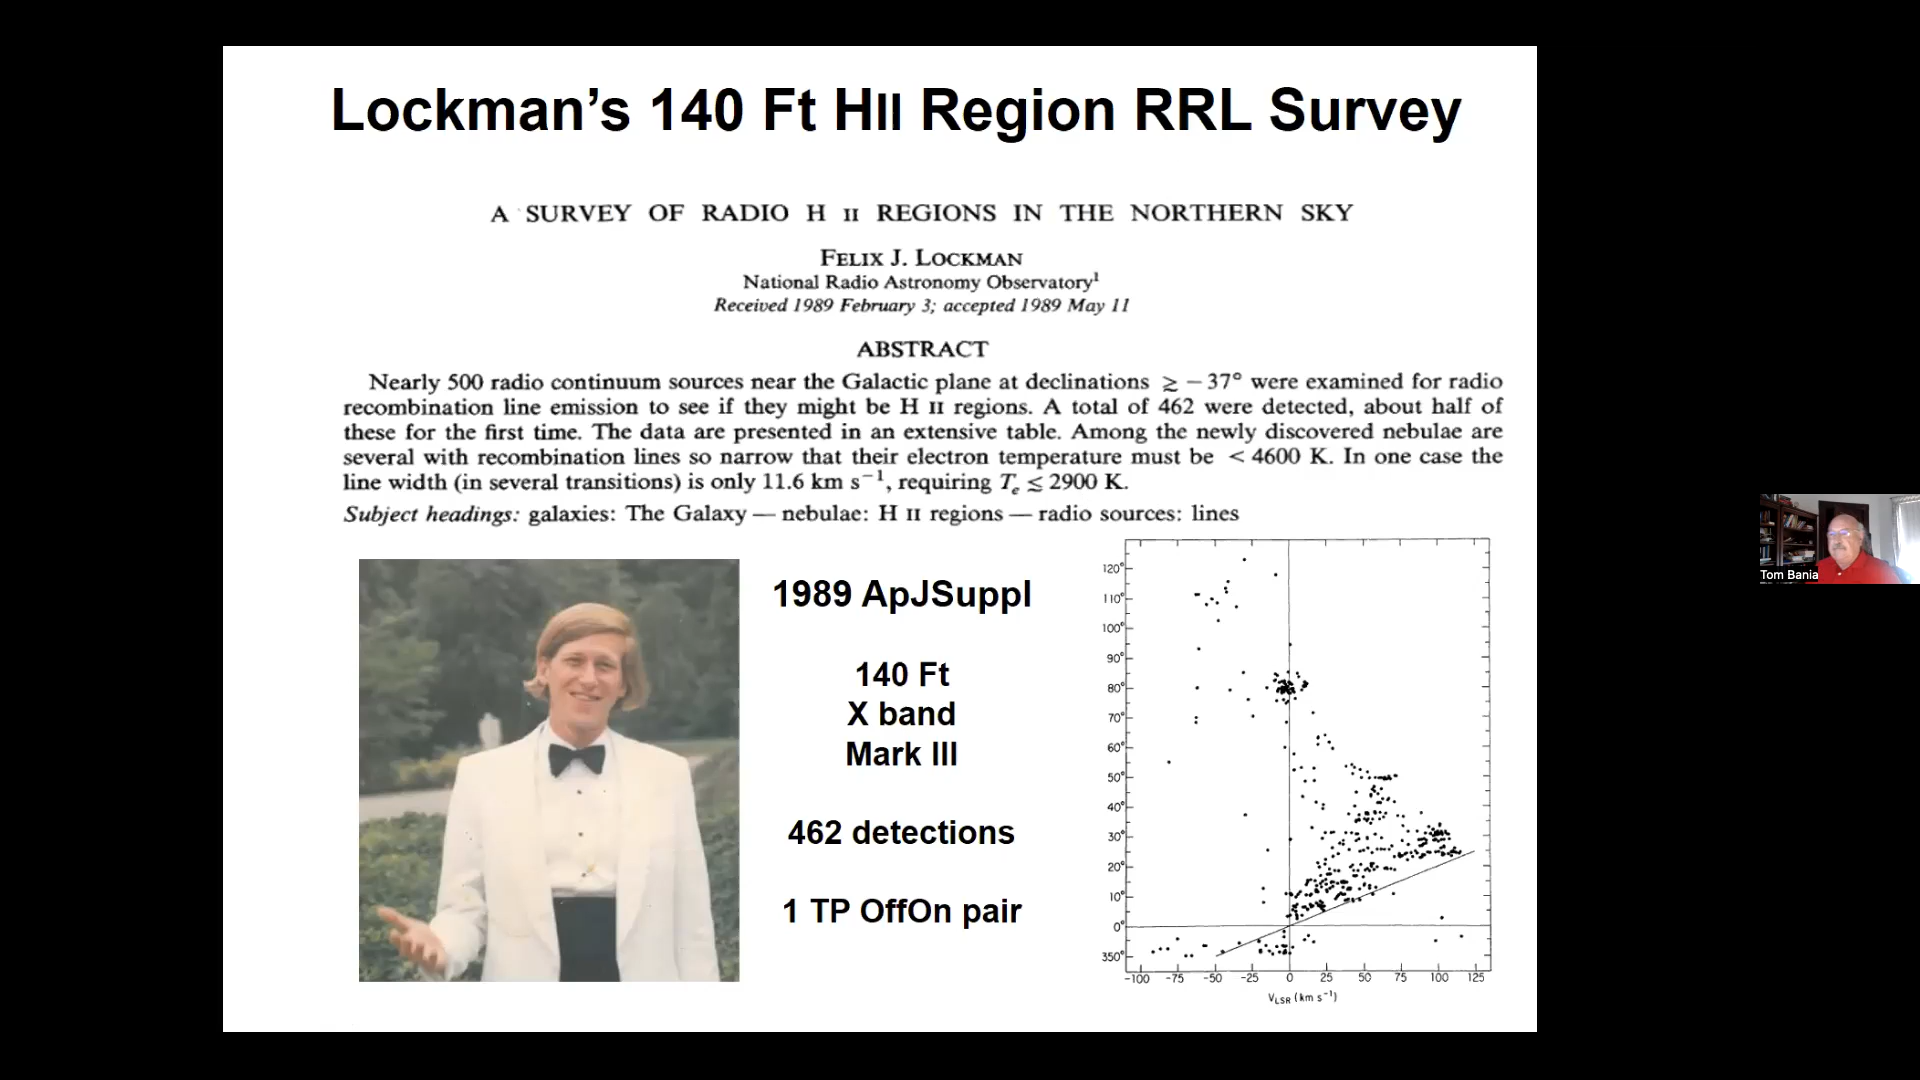 Lockman’s 140 Ft HII Region RRL Survey
A SURVEY OF RADIO H II REGIONS IN THE NORTHERN SKY
FELIX J. LOCKMAN
National Radio Astronomy Observatory¹
Received 1989 February 3; accepted 1989 May 11
ABSTRACT
Nearly 500 radio continuum sources near the Galactic plane at declinations ≳ −37° were examined for radio
recombination line emission to see if they might be H II regions. A total of 462 were detected, about half of
these for the first time. The data are presented in an extensive table. Among the newly discovered nebulae are
several with recombination lines so narrow that their electron temperature must be < 4600 K. In one case the
line width (in several transitions) is only 11.6 km s⁻¹, requiring Tₑ ≲ 2900 K.
Subject headings: galaxies: The Galaxy — nebulae: H II regions — radio sources: lines
1989 ApJSuppl
140 Ft
X band
Mark III
462 detections
1 TP OffOn pair
120°
110°
100°
90°
80°
70°
60°
50°
40°
30°
20°
10°
0°
350°
-100 -75 -50 -25 0 25 50 75 100 125
VLSR (km s⁻¹)
Tom Bania